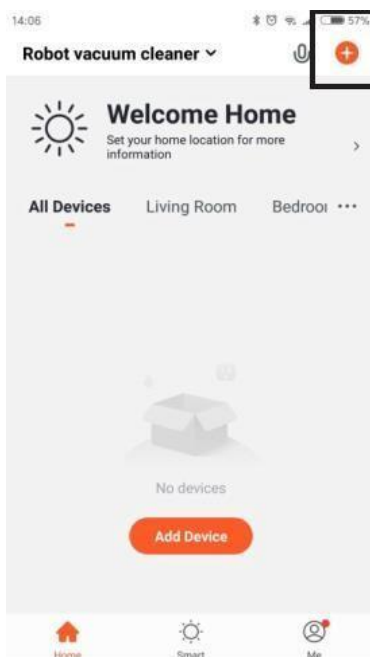 14:06
57%
Robot vacuum cleaner
Welcome Home
Set your home location for more
information
All Devices
Living Room
Bedroo
No devices
Add Device
Home
Smart
Me